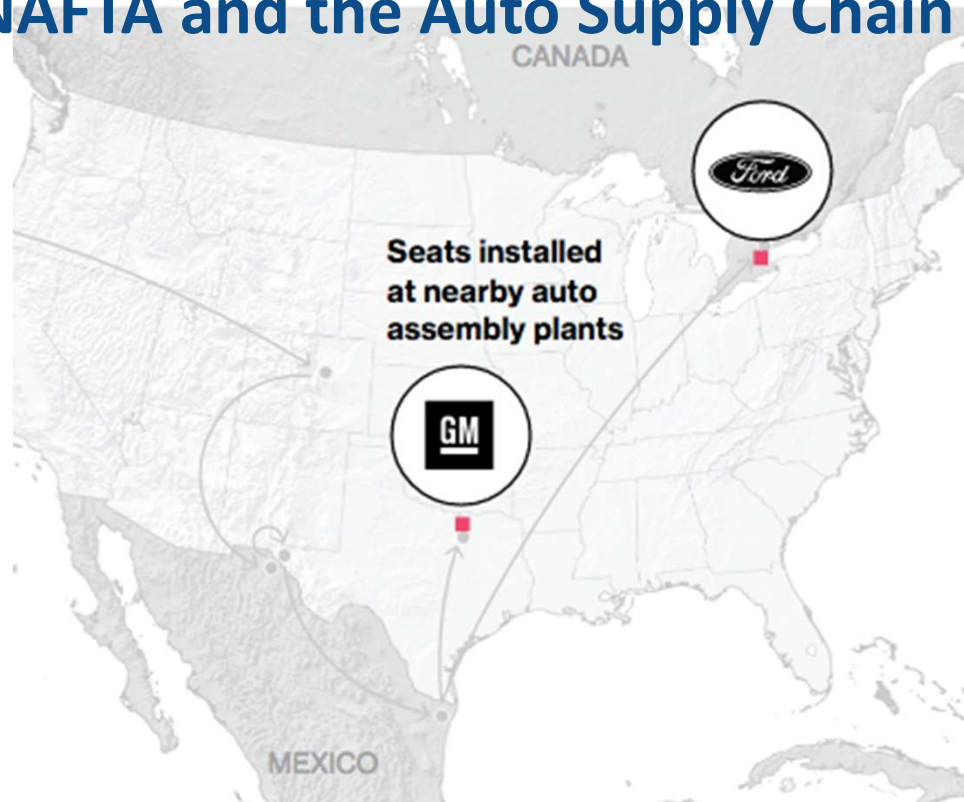 NAFTA and the Auto Supply Chain
CANADA
Ford
Seats installed
at nearby auto
assembly plants
GM
MEXICO